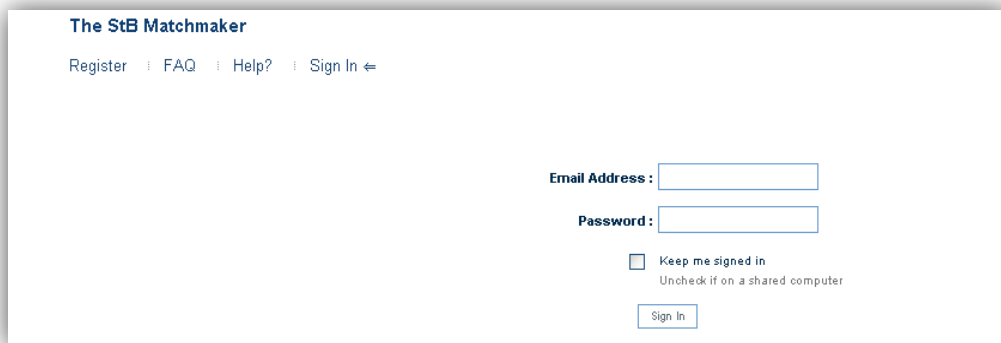 The StB Matchmaker
Register FAQ Help? Sign In ⇐
Email Address :
Password :
Keep me signed in
Uncheck if on a shared computer
Sign In